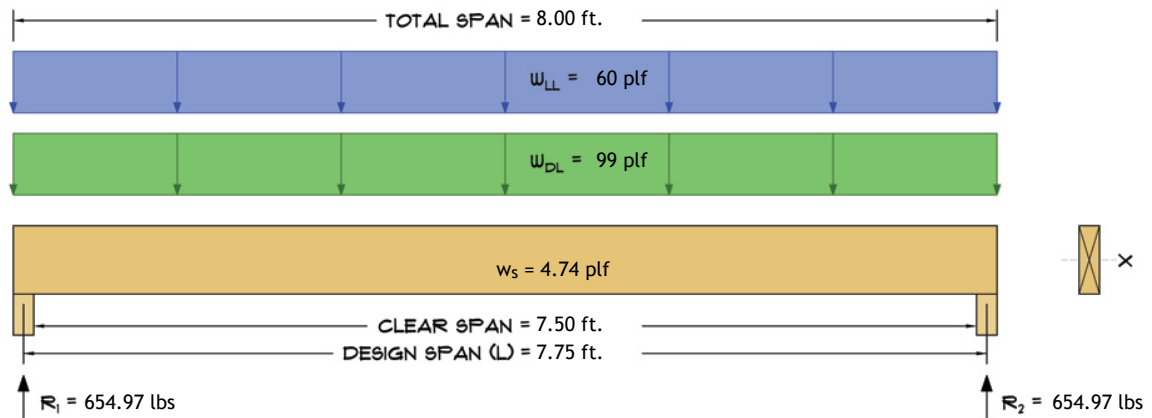 TOTAL SPAN = 8.00 ft.
WLL = 60 plf
WDL = 99 plf
ws = 4.74 plf
X
CLEAR SPAN = 7.50 ft.
DESIGN SPAN (L) = 7.75 ft.
R1 = 654.97 lbs
R2 = 654.97 lbs